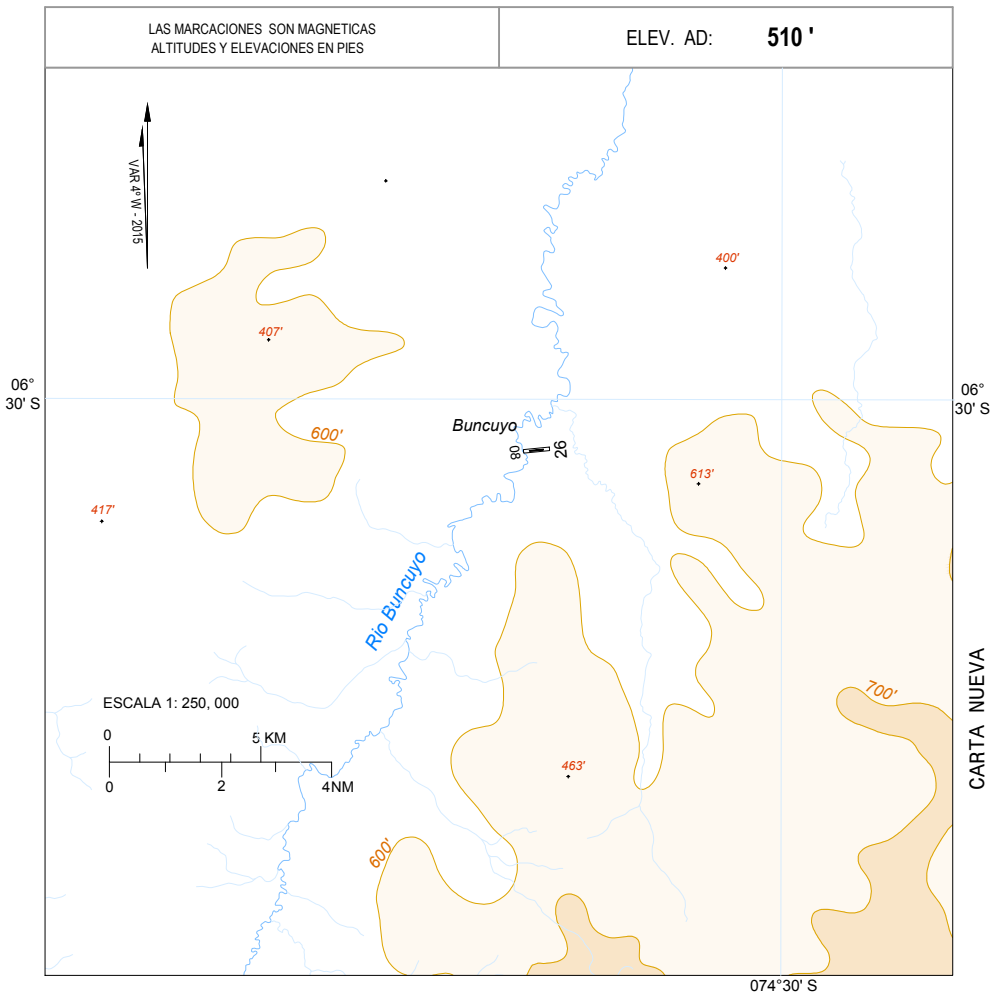 LAS MARCACIONES SON MAGNETICAS
ALTITUDES Y ELEVACIONES EN PIES
ELEV. AD: 510 '
VAR 4° W - 2015
400'
407'
06°
30' S
06°
30' S
Buncuyo
600'
08
26
613'
417'
Rio Buncuyo
CARTA NUEVA
700'
ESCALA 1: 250, 000
0
5 KM
0
2
4NM
463'
600'
074°30' S